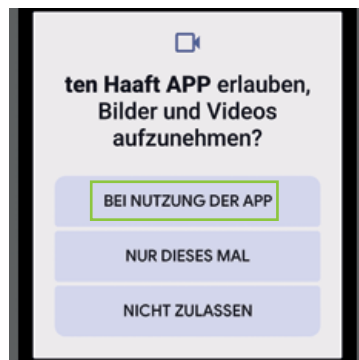 ten Haaft APP erlauben,
Bilder und Videos
aufzunehmen?
BEI NUTZUNG DER APP
NUR DIESES MAL
NICHT ZULASSEN